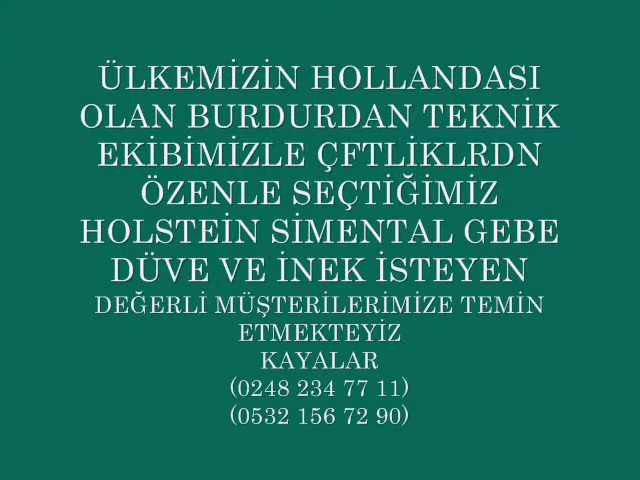 ÜLKEMİZİN HOLLANDASI
OLAN BURDURDAN TEKNİK
EKİBİMİZLE ÇFTLİKLRDN
ÖZENLE SEÇTİĞİMİZ
HOLSTEİN SİMENTAL GEBE
DÜVE VE İNEK İSTEYEN
DEĞERLİ MÜŞTERİLERİMİZE TEMİN
ETMEKTEYİZ
KAYALAR
(0248 234 77 11)
(0532 156 72 90)